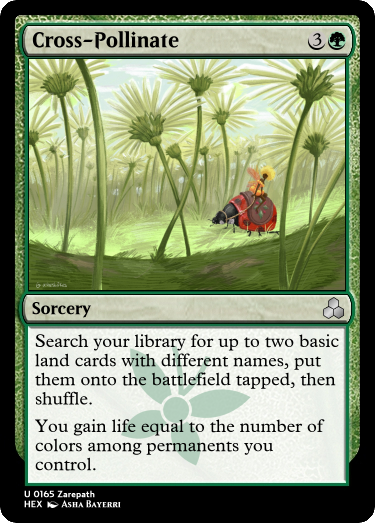 Cross-Pollinate
3
Sorcery
Search your library for up to two basic
land cards with different names, put
them onto the battlefield tapped, then
shuffle.
You gain life equal to the number of
colors among permanents you
control.
U 0165 Zarepath
HEX Asha Bayerri